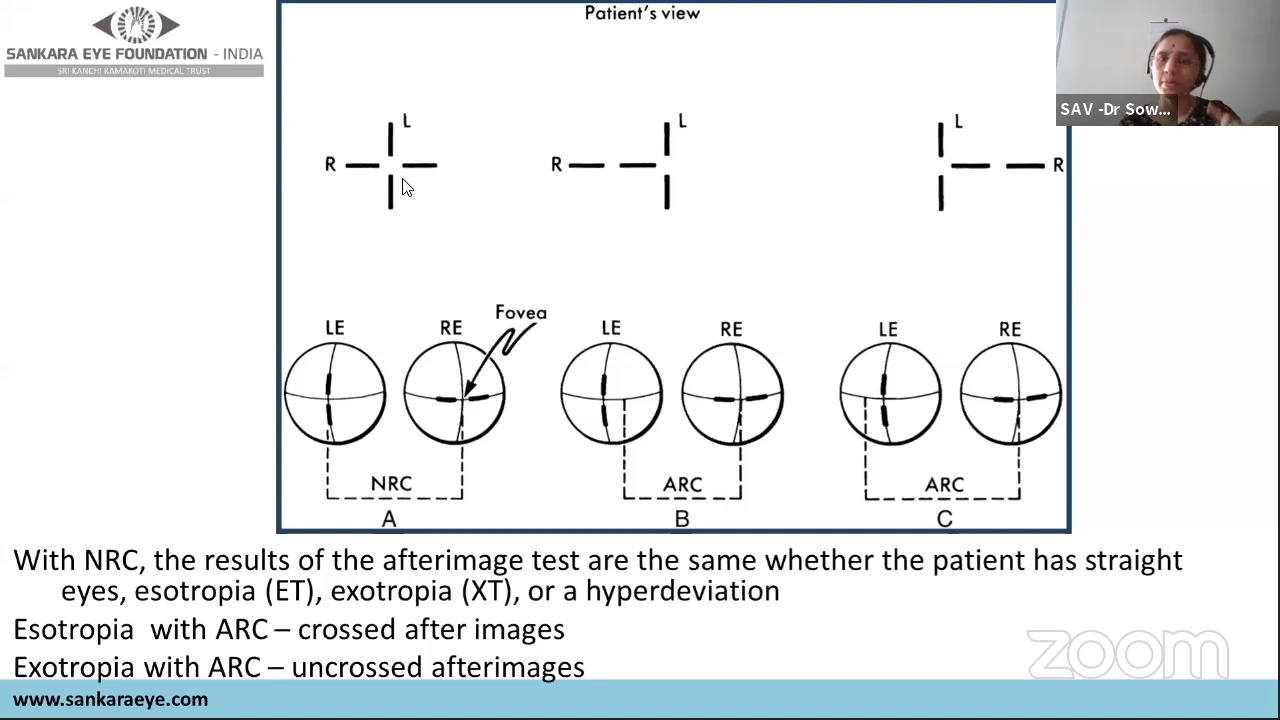 SANKARA EYE FOUNDATION - INDIA
SRI KANCHI KAMAKOTI MEDICAL TRUST
Patient's view
SAV -Dr Sow...
L
L
L
R
R
R
Fovea
LE
RE
LE
RE
LE
RE
NRC
ARC
ARC
A
B
C
With NRC, the results of the afterimage test are the same whether the patient has straight
eyes, esotropia (ET), exotropia (XT), or a hyperdeviation
Esotropia with ARC – crossed after images
Exotropia with ARC – uncrossed afterimages
zoom
www.sankaraeye.com